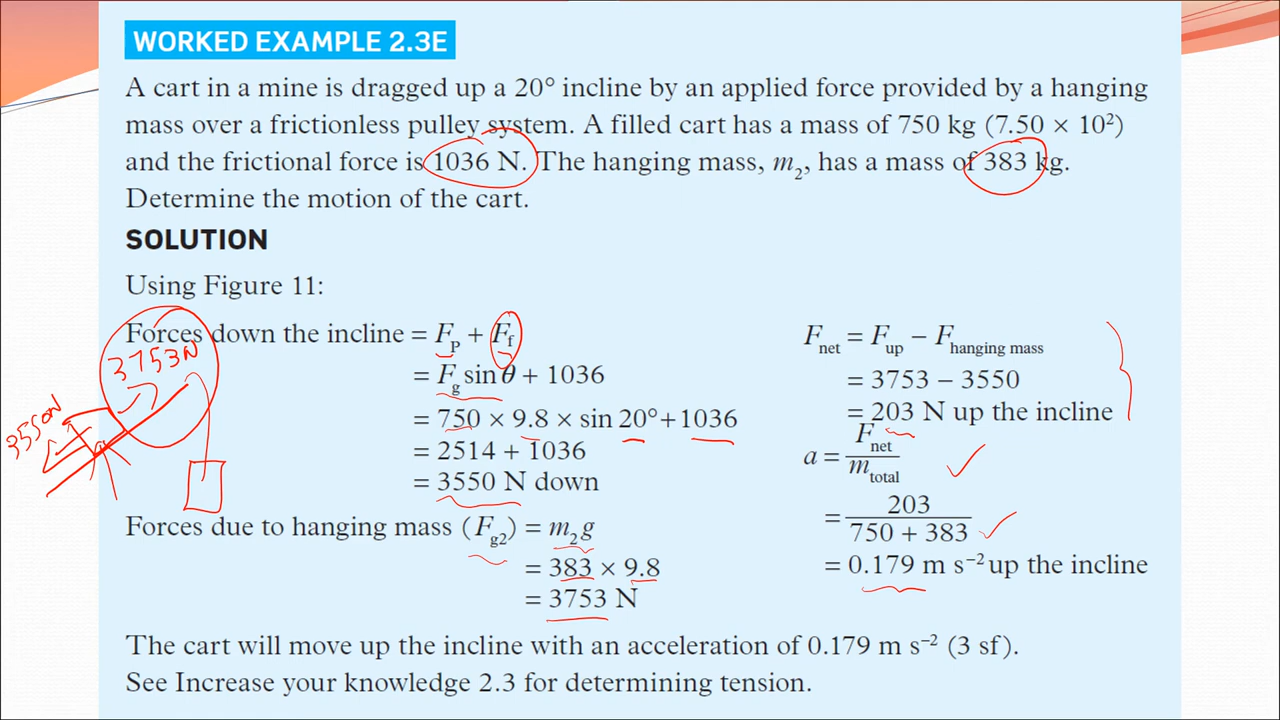 WORKED EXAMPLE 2.3E
A cart in a mine is dragged up a 20° incline by an applied force provided by a hanging
mass over a frictionless pulley system. A filled cart has a mass of 750 kg (7.50 × 10²)
and the frictional force is 1036 N. The hanging mass, m₂, has a mass of 383 kg.
Determine the motion of the cart.
SOLUTION
Using Figure 11:
Forces down the incline = Fₚ + F_f
= F_g sin θ + 1036
= 750 × 9.8 × sin 20° + 1036
= 2514 + 1036
= 3550 N down
Forces due to hanging mass (F_g2) = m₂g
= 383 × 9.8
= 3753 N
F_net = F_up − F_hanging mass
= 3753 − 3550
= 203 N up the incline
a = F_net / m_total
= 203 / 750 + 383
= 0.179 m s⁻² up the incline
The cart will move up the incline with an acceleration of 0.179 m s⁻² (3 sf).
See Increase your knowledge 2.3 for determining tension.
3753N
3550N